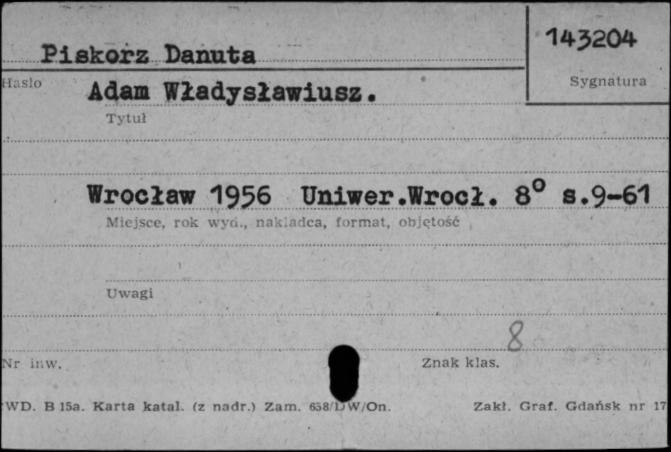 Piskorz Danuta
143204
Hasło
Sygnatura
Adam Władysławiusz.
Tytuł
Wrocław 1956 Uniwer.Wrocł. 8° s.9-61
Miejsce, rok wyd., nakładca, format, objętość
Uwagi
8
Nr inw.
Znak klas.
WD. B 15a. Karta katal. (z nadr.) Zam. 658/DW/On.
Zakł. Graf. Gdańsk nr 17